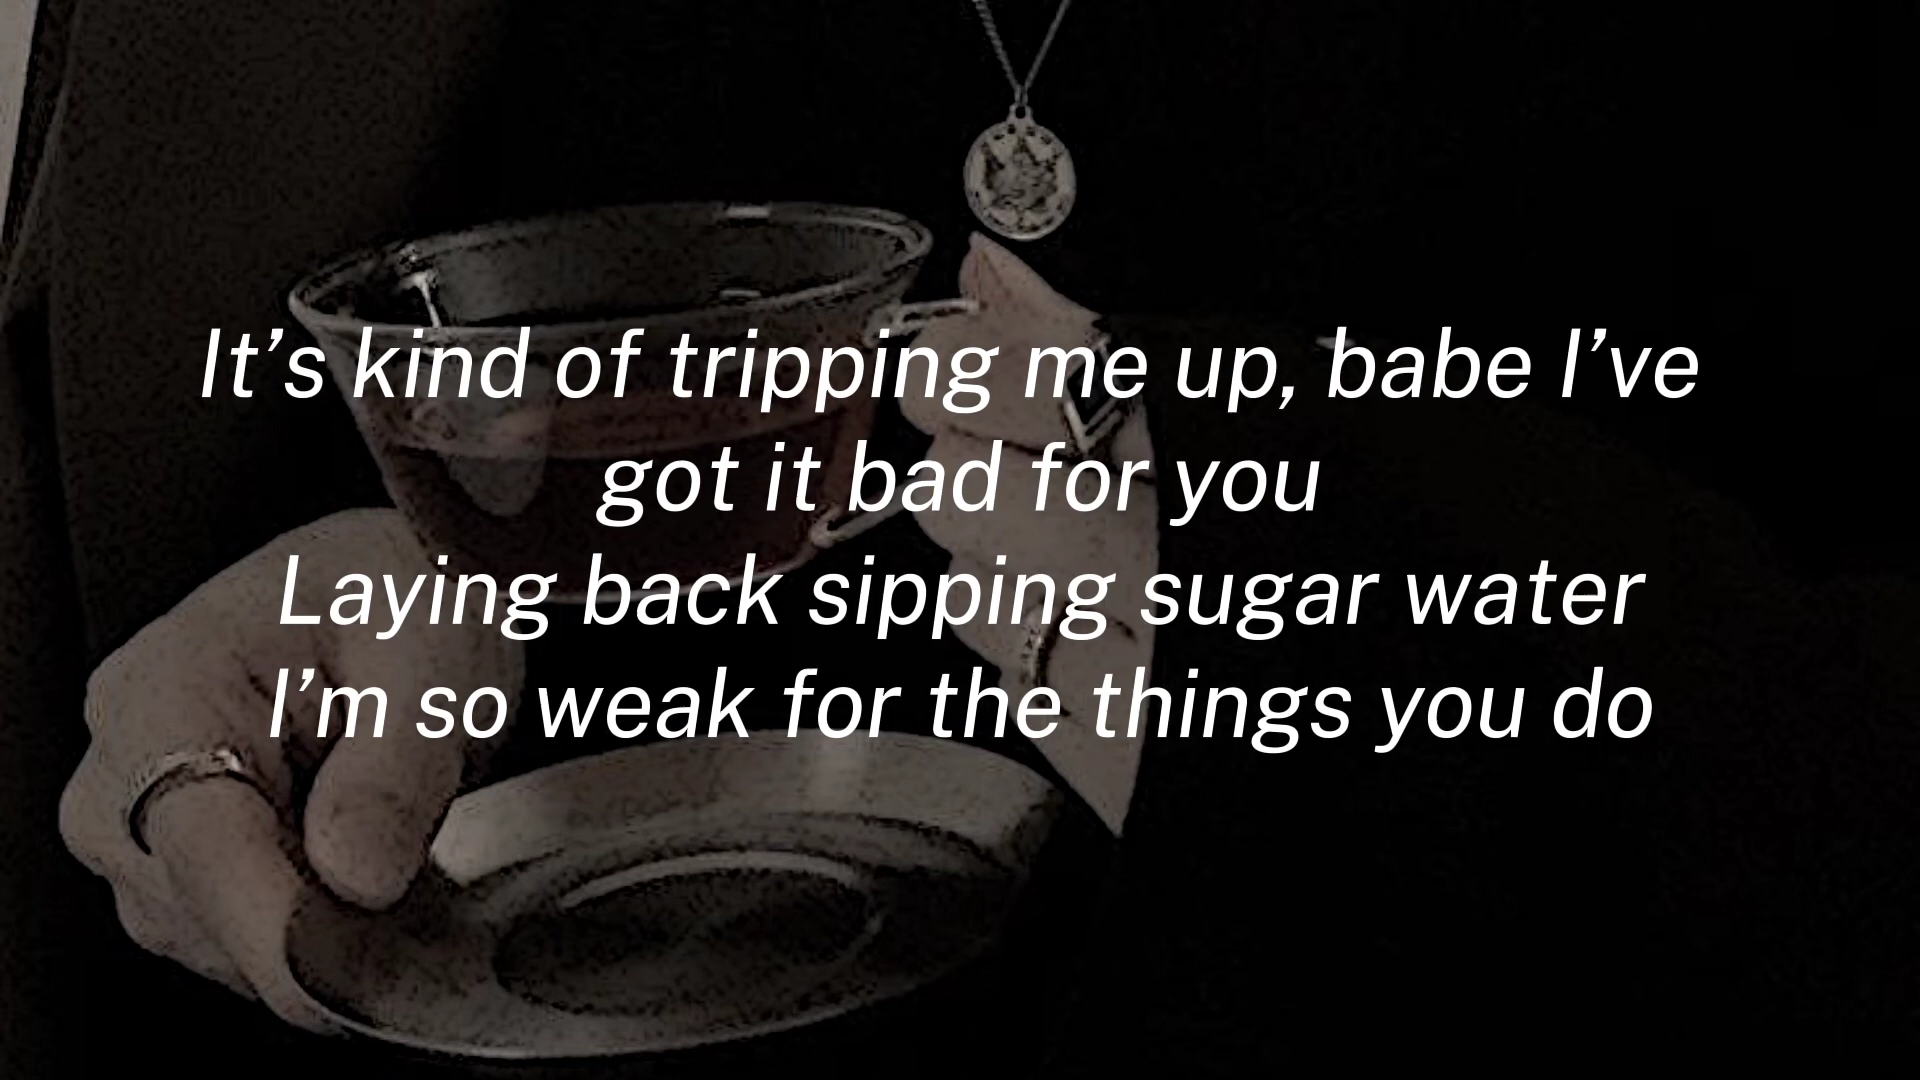 It’s kind of tripping me up, babe I’ve
got it bad for you
Laying back sipping sugar water
I’m so weak for the things you do